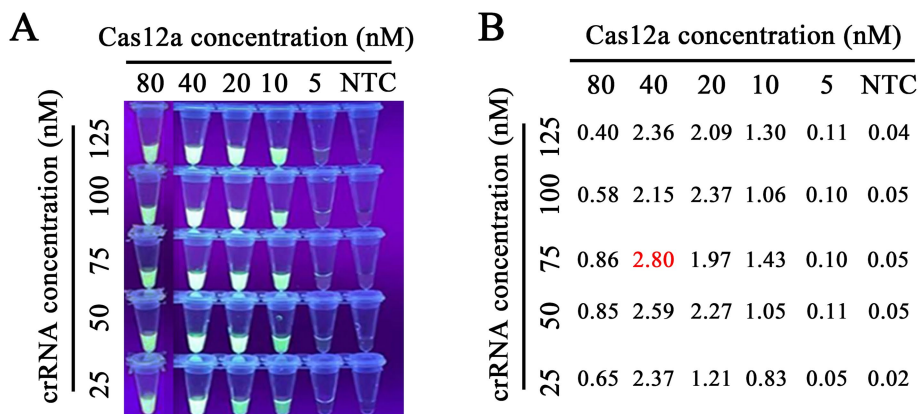 A
Cas12a concentration (nM)
80 40 20 10 5 NTC
crRNA concentration (nM)
125
100
75
50
25
B
Cas12a concentration (nM)
80 40 20 10 5 NTC
crRNA concentration (nM)
125 0.40 2.36 2.09 1.30 0.11 0.04
100 0.58 2.15 2.37 1.06 0.10 0.05
75 0.86 2.80 1.97 1.43 0.10 0.05
50 0.85 2.59 2.27 1.05 0.11 0.05
25 0.65 2.37 1.21 0.83 0.05 0.02